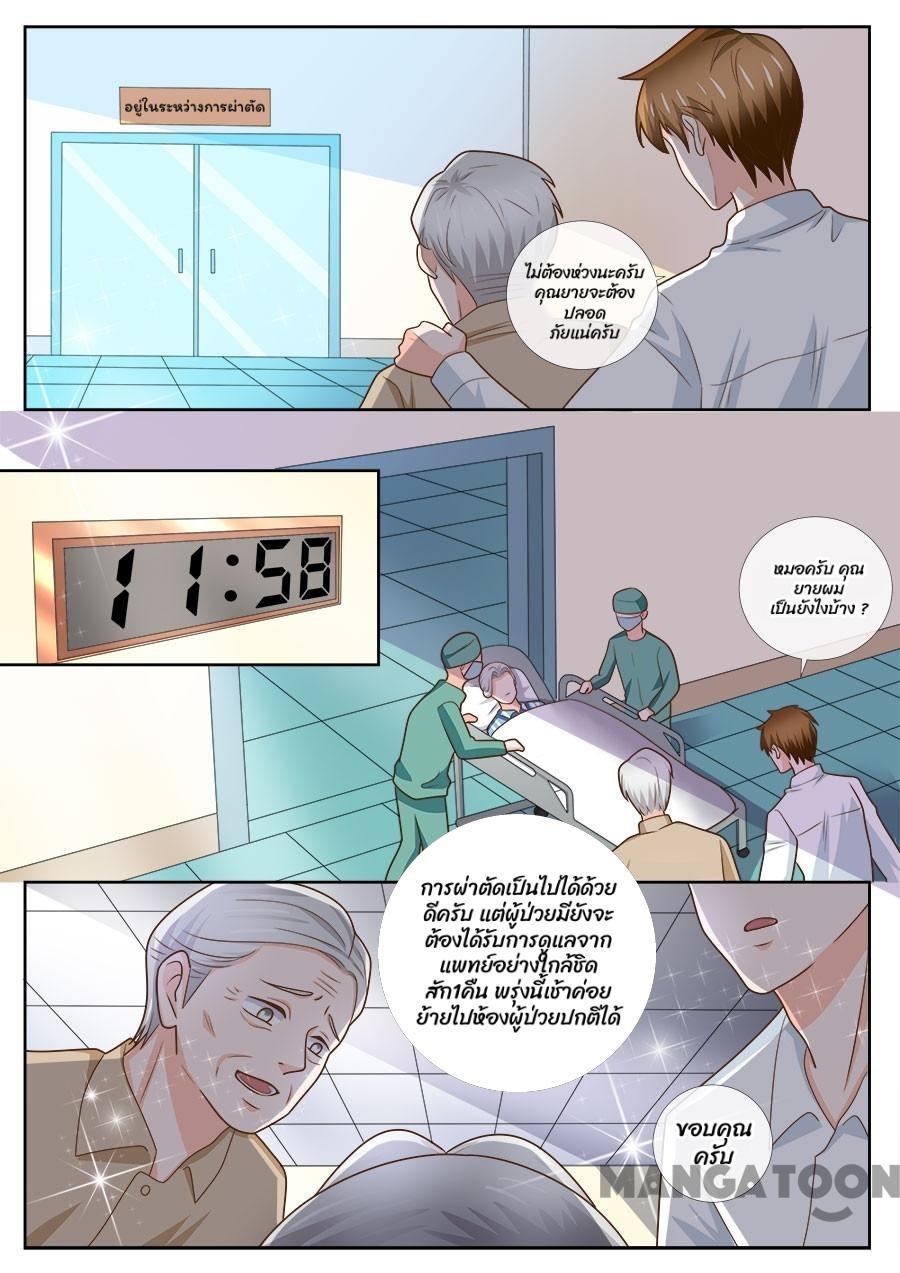 อยู่ในระหว่างการผ่าตัด
ไม่ต้องห่วงนะครับ
คุณยายจะต้อง
ปลอด
ภัยแน่ครับ
11:58
หมอครับ คุณ
ยายผม
เป็นยังไงบ้าง ?
การผ่าตัดเป็นไปได้ด้วย
ดีครับ แต่ผู้ป่วยมียังจะ
ต้องได้รับการดูแลจาก
แพทย์อย่างใกล้ชิด
สัก1คืน พรุ่งนี้เช้าค่อย
ย้ายไปห้องผู้ป่วยปกติได้
ขอบคุณ
ครับ
MANGATOON